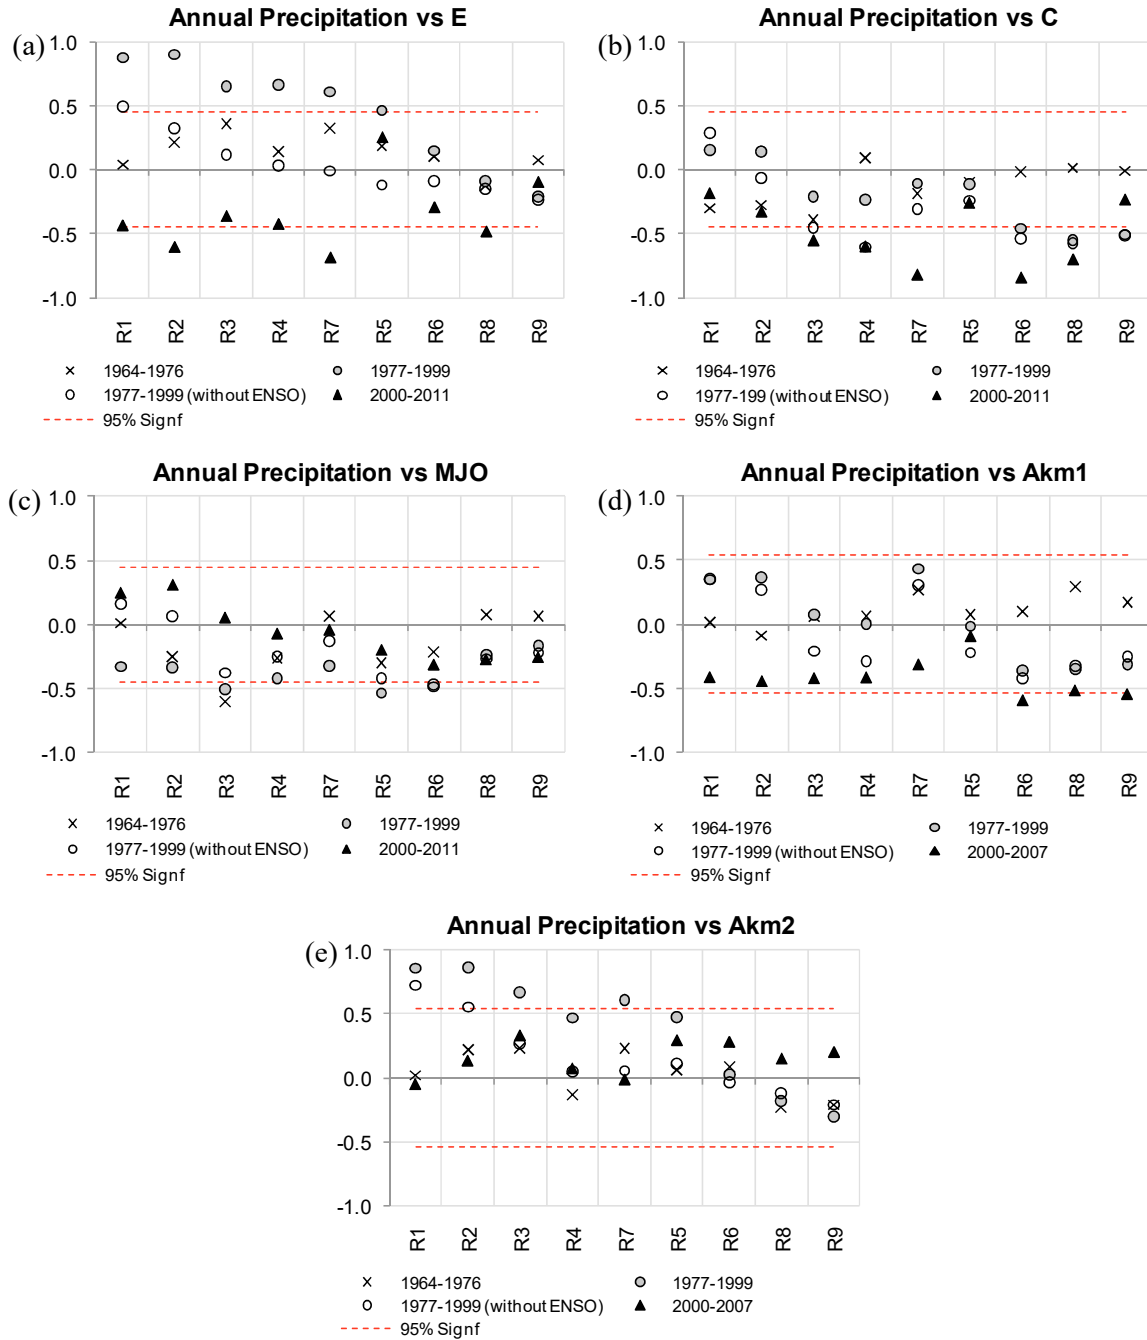 Annual Precipitation vs E
(a)
1.0
0.5
0.0
-0.5
-1.0
R1 R2 R3 R4 R7 R5 R6 R8 R9
1964-1976 1977-1999
1977-1999 (without ENSO) 2000-2011
95% Signf
Annual Precipitation vs C
(b)
1.0
0.5
0.0
-0.5
-1.0
R1 R2 R3 R4 R7 R5 R6 R8 R9
1964-1976 1977-1999
1977-199 (without ENSO) 2000-2011
95% Signf
Annual Precipitation vs MJO
(c)
1.0
0.5
0.0
-0.5
-1.0
R1 R2 R3 R4 R7 R5 R6 R8 R9
1964-1976 1977-1999
1977-1999 (without ENSO) 2000-2011
95% Signf
Annual Precipitation vs Akm1
(d)
1.0
0.5
0.0
-0.5
-1.0
R1 R2 R3 R4 R7 R5 R6 R8 R9
1964-1976 1977-1999
1977-1999 (without ENSO) 2000-2007
95% Signf
Annual Precipitation vs Akm2
(e)
1.0
0.5
0.0
-0.5
-1.0
R1 R2 R3 R4 R7 R5 R6 R8 R9
1964-1976 1977-1999
1977-1999 (without ENSO) 2000-2007
95% Signf